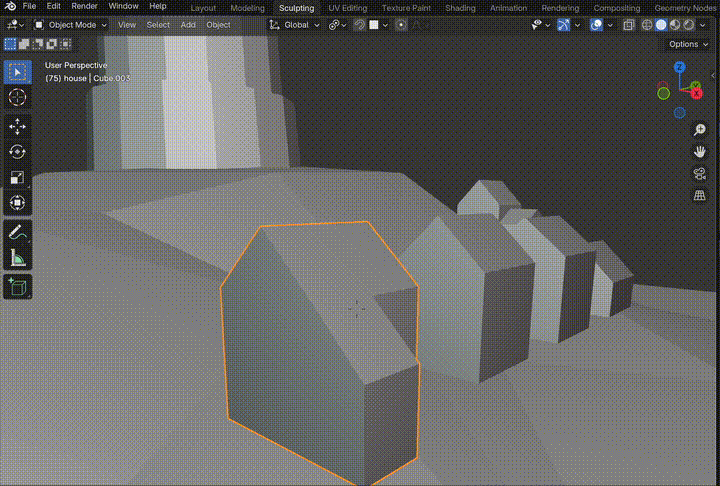 File Edit Render Window Help Layout Modeling Sculpting UV Editing Texture Paint Shading Animation Rendering Compositing Geometry Nodes
Object Mode View Select Add Object Global
Options
User Perspective
(75) house | Cube.003
Z
Y
X